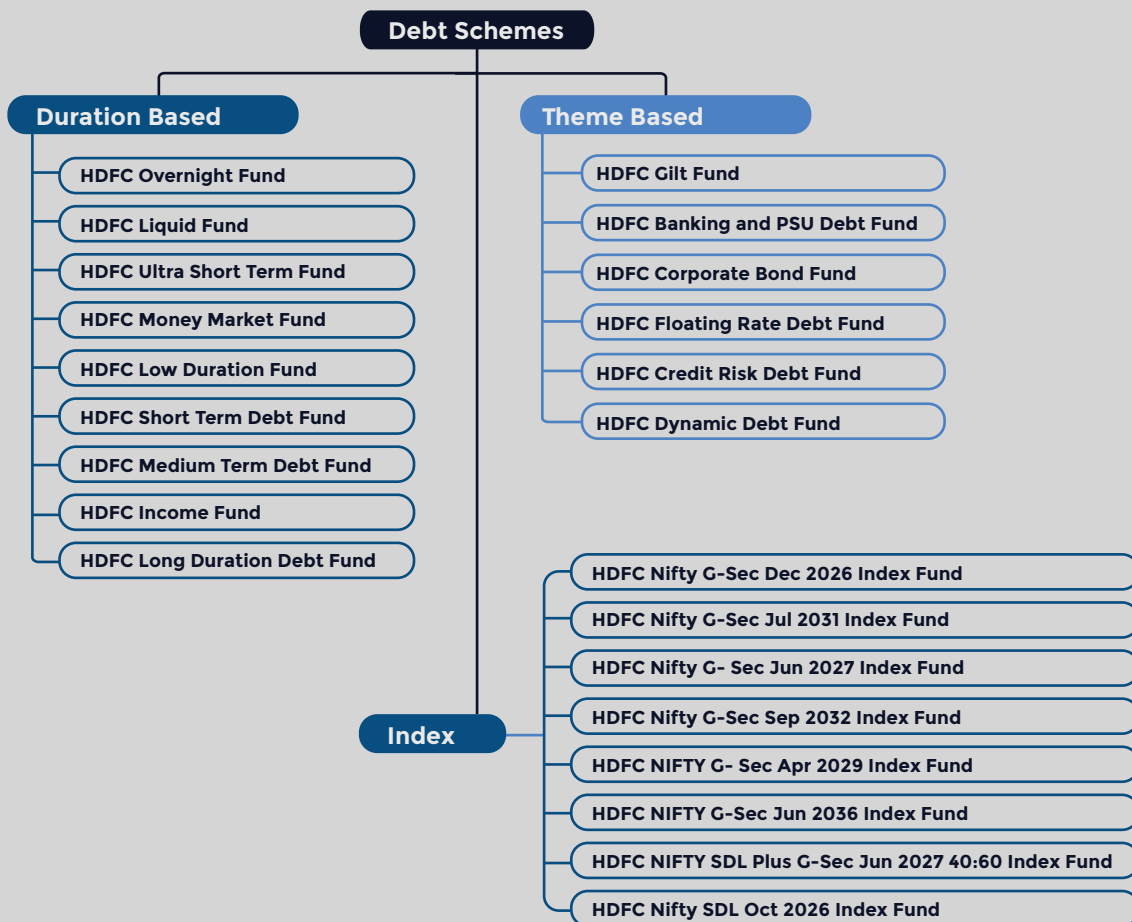 Debt Schemes
Duration Based
HDFC Overnight Fund
HDFC Liquid Fund
HDFC Ultra Short Term Fund
HDFC Money Market Fund
HDFC Low Duration Fund
HDFC Short Term Debt Fund
HDFC Medium Term Debt Fund
HDFC Income Fund
HDFC Long Duration Debt Fund
Theme Based
HDFC Gilt Fund
HDFC Banking and PSU Debt Fund
HDFC Corporate Bond Fund
HDFC Floating Rate Debt Fund
HDFC Credit Risk Debt Fund
HDFC Dynamic Debt Fund
Index
HDFC Nifty G-Sec Dec 2026 Index Fund
HDFC Nifty G-Sec Jul 2031 Index Fund
HDFC Nifty G- Sec Jun 2027 Index Fund
HDFC Nifty G-Sec Sep 2032 Index Fund
HDFC NIFTY G- Sec Apr 2029 Index Fund
HDFC NIFTY G-Sec Jun 2036 Index Fund
HDFC NIFTY SDL Plus G-Sec Jun 2027 40:60 Index Fund
HDFC Nifty SDL Oct 2026 Index Fund